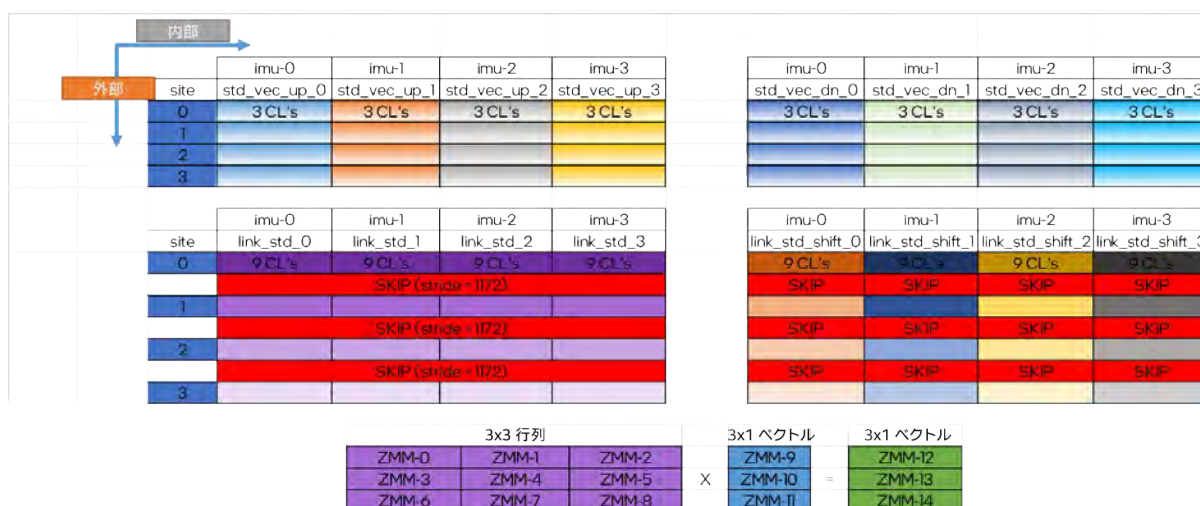 内部
外部
imu-0 imu-1 imu-2 imu-3 imu-0 imu-1 imu-2 imu-3
site std_vec_up_0 std_vec_up_1 std_vec_up_2 std_vec_up_3 std_vec_dn_0 std_vec_dn_1 std_vec_dn_2 std_vec_dn_3
0 3 CL's 3 CL's 3 CL's 3 CL's 3 CL's 3 CL's 3 CL's 3 CL's
1
2
3
imu-0 imu-1 imu-2 imu-3 imu-0 imu-1 imu-2 imu-3
site link_std_0 link_std_1 link_std_2 link_std_3 link_std_shift_0 link_std_shift_1 link_std_shift_2 link_std_shift_3
0 9 CL's 9 CL's 9 CL's 9 CL's 9 CL's 9 CL's 9 CL's 9 CL's
SKIP (stride = 1172) SKIP SKIP SKIP SKIP
1
SKIP (stride = 1172) SKIP SKIP SKIP SKIP
2
SKIP (stride = 1172) SKIP SKIP SKIP SKIP
3
3x3 行列 3x1 ベクトル 3x1 ベクトル
ZMM-0 ZMM-1 ZMM-2 ZMM-9 ZMM-12
ZMM-3 ZMM-4 ZMM-5 X ZMM-10 = ZMM-13
ZMM-6 ZMM-7 ZMM-8 ZMM-11 ZMM-14